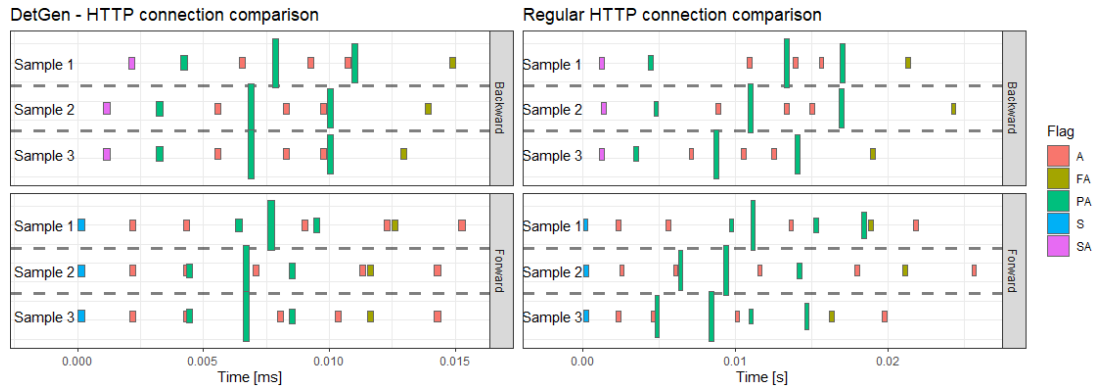 DetGen - HTTP connection comparison
Sample 1
Sample 2
Sample 3
Backward
Sample 1
Sample 2
Sample 3
Forward
0.000 0.005 0.010 0.015
Time [ms]
Regular HTTP connection comparison
Sample 1
Sample 2
Sample 3
Backward
Sample 1
Sample 2
Sample 3
Forward
0.00 0.01 0.02
Time [s]
Flag
A
FA
PA
S
SA